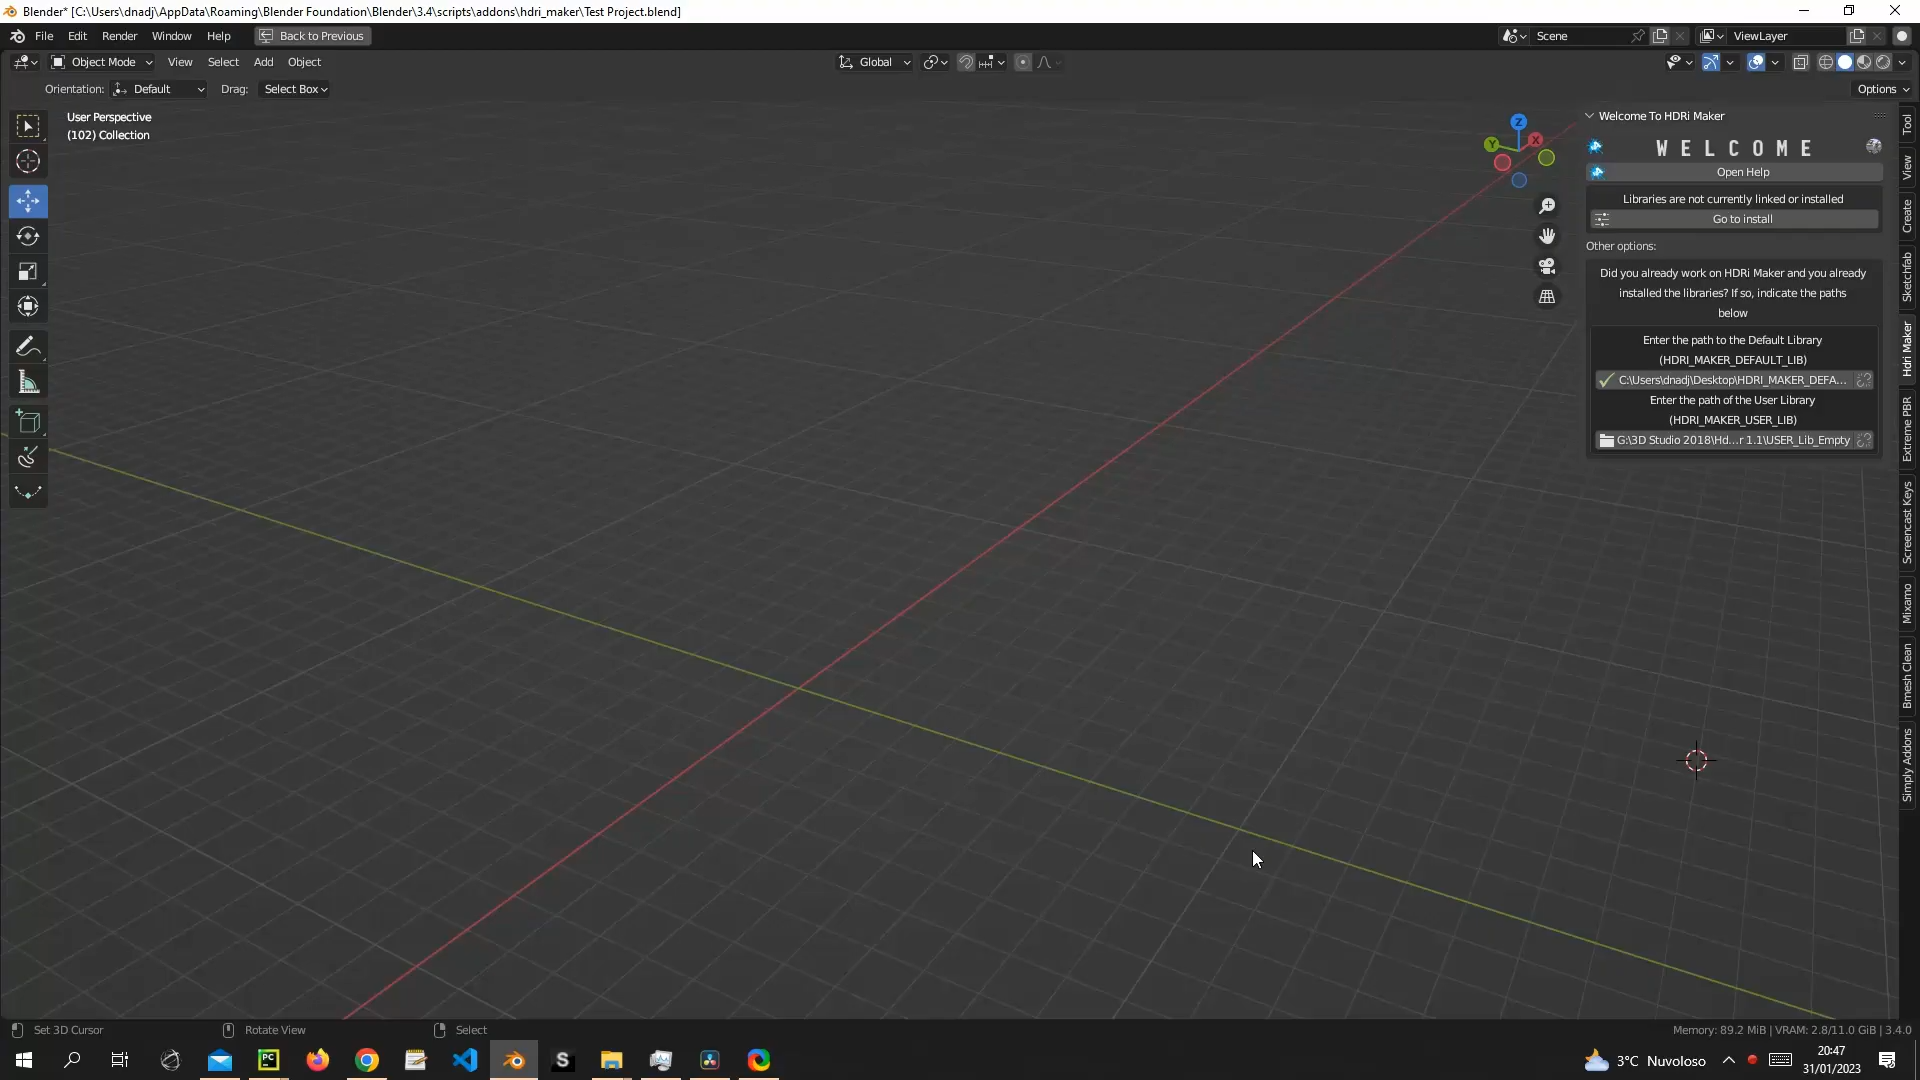 Blender* [C:\Users\dnadj\AppData\Roaming\Blender Foundation\Blender\3.4\scripts\addons\hdri_maker\Test Project.blend]
File Edit Render Window Help Back to Previous
Scene
ViewLayer
Object Mode View Select Add Object
Global
Orientation: Default Drag: Select Box
Options
User Perspective
(102) Collection
Z
Y
X
Welcome To HDRi Maker
WELCOME
Open Help
Libraries are not currently linked or installed
Go to install
Other options:
Did you already work on HDRi Maker and you already
installed the libraries? If so, indicate the paths
below
Enter the path to the Default Library
(HDRI_MAKER_DEFAULT_LIB)
C:\Users\dnadj\Desktop\HDRI_MAKER_DEFA...
Enter the path of the User Library
(HDRI_MAKER_USER_LIB)
G:\3D Studio 2018\Hd...r 1.1\USER_Lib_Empty
Tool
View
Create
Sketchfab
Hdri Maker
Extreme PBR
Screencast Keys
Mixamo
Bmesh Clean
Simply Addons
Set 3D Cursor
Rotate View
Select
Memory: 89.2 MiB | VRAM: 2.8/11.0 GiB | 3.4.0
PC
S
3°C Nuvoloso
20:47
31/01/2023